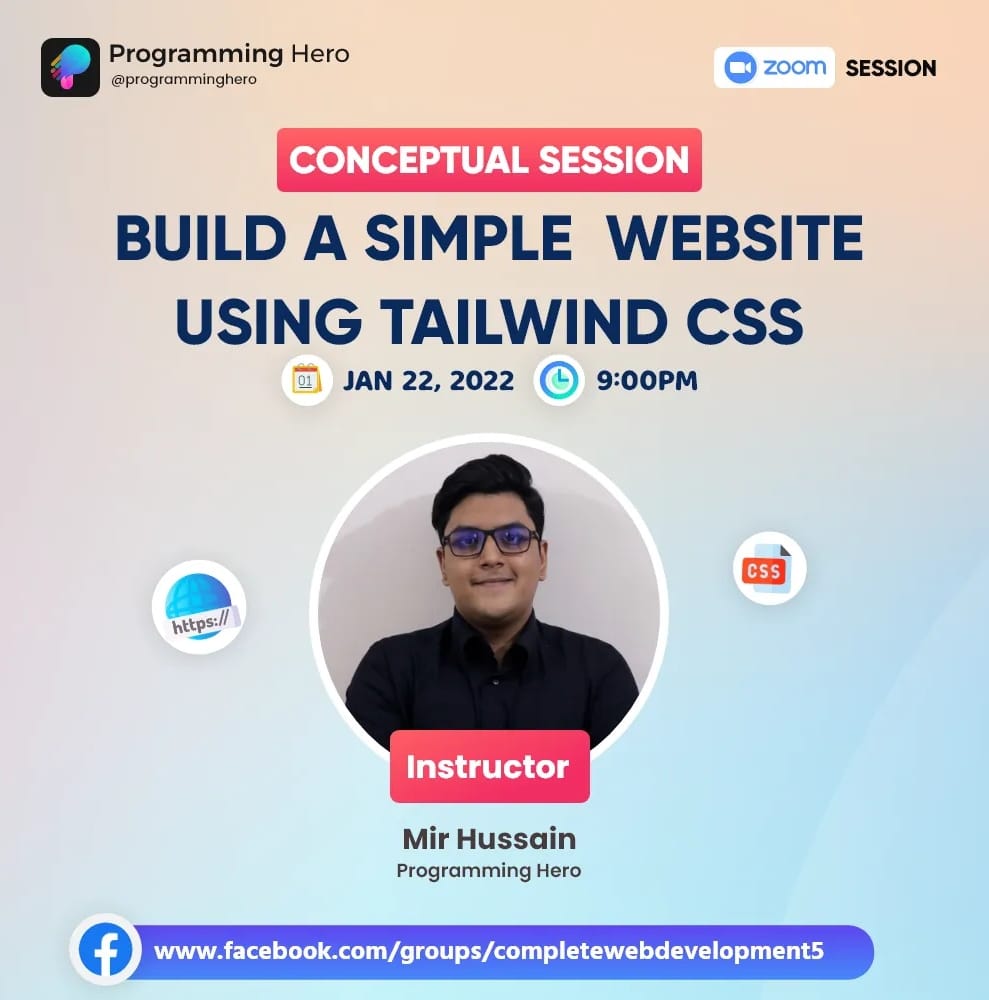 Programming Hero
@programminghero
zoom SESSION
CONCEPTUAL SESSION
BUILD A SIMPLE WEBSITE
USING TAILWIND CSS
01 JAN 22, 2022 9:00PM
CSS
https://
Instructor
Mir Hussain
Programming Hero
www.facebook.com/groups/completewebdevelopment5